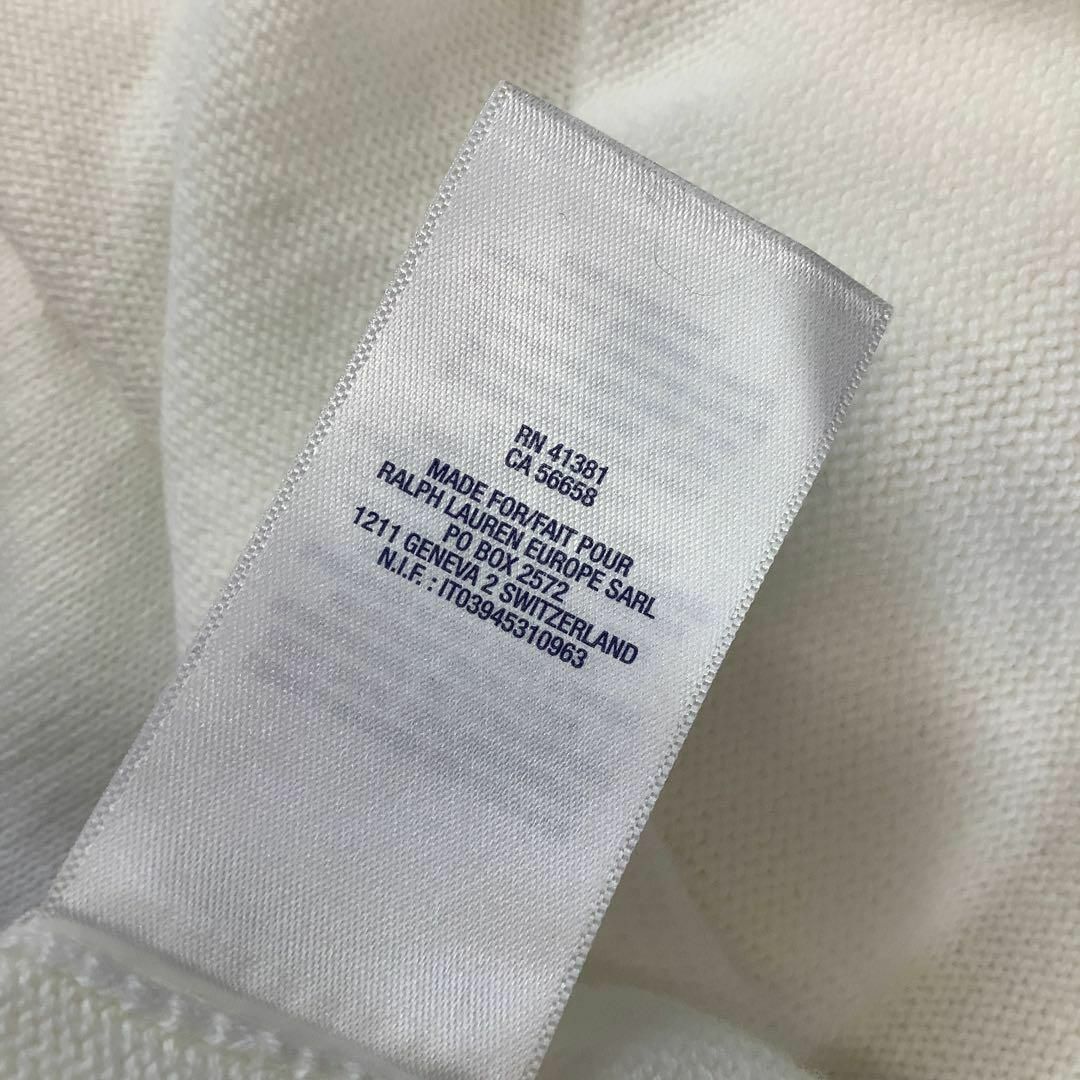 RN 41381
CA 56658
MADE FOR/FAIT POUR
RALPH LAUREN EUROPE SARL
PO BOX 2572
1211 GENEVA 2 SWITZERLAND
N.I.F. : IT03945310963